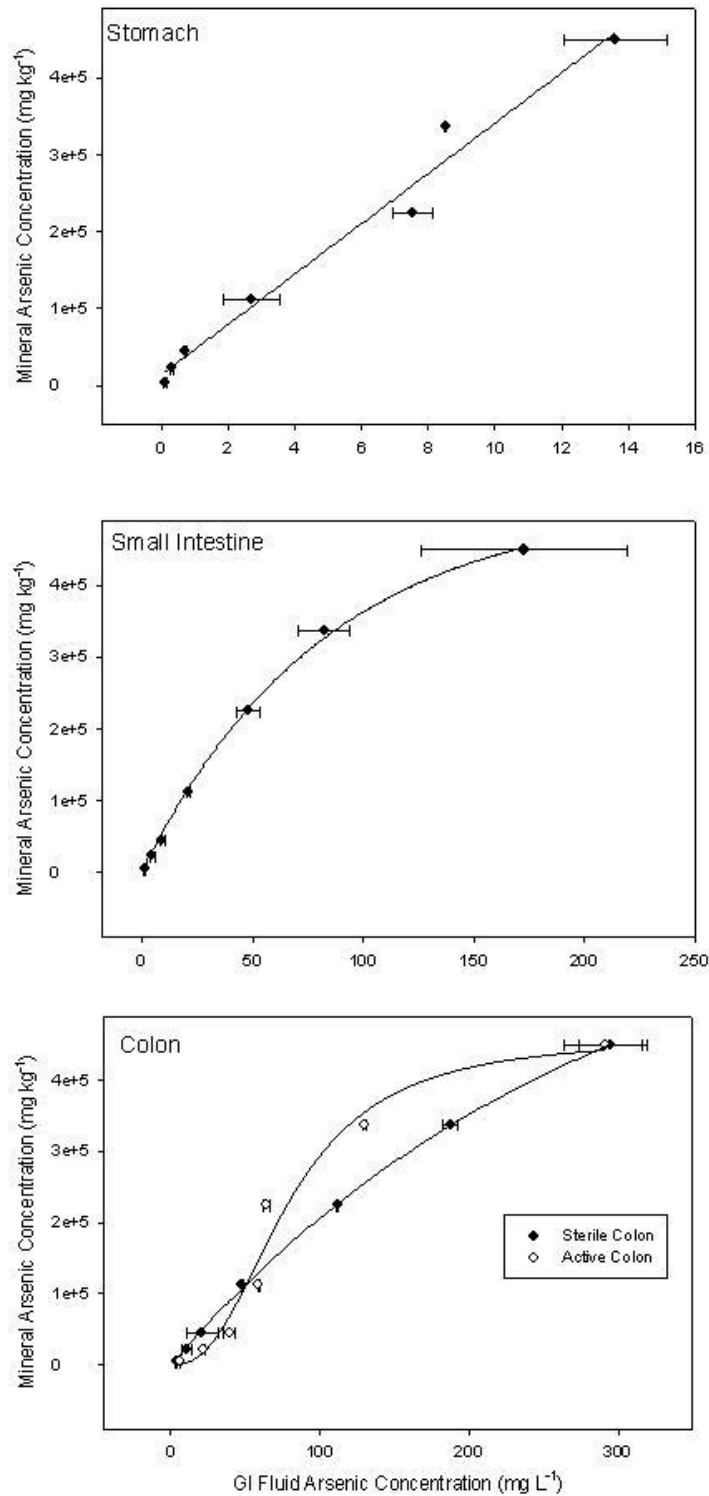 Stomach
Mineral Arsenic Concentration (mg kg⁻¹)
4e+5
3e+5
2e+5
1e+5
0
0 2 4 6 8 10 12 14 16
Small Intestine
Mineral Arsenic Concentration (mg kg⁻¹)
4e+5
3e+5
2e+5
1e+5
0
0 50 100 150 200 250
Colon
Mineral Arsenic Concentration (mg kg⁻¹)
4e+5
3e+5
2e+5
1e+5
0
Sterile Colon
Active Colon
0 100 200 300
GI Fluid Arsenic Concentration (mg L⁻¹)